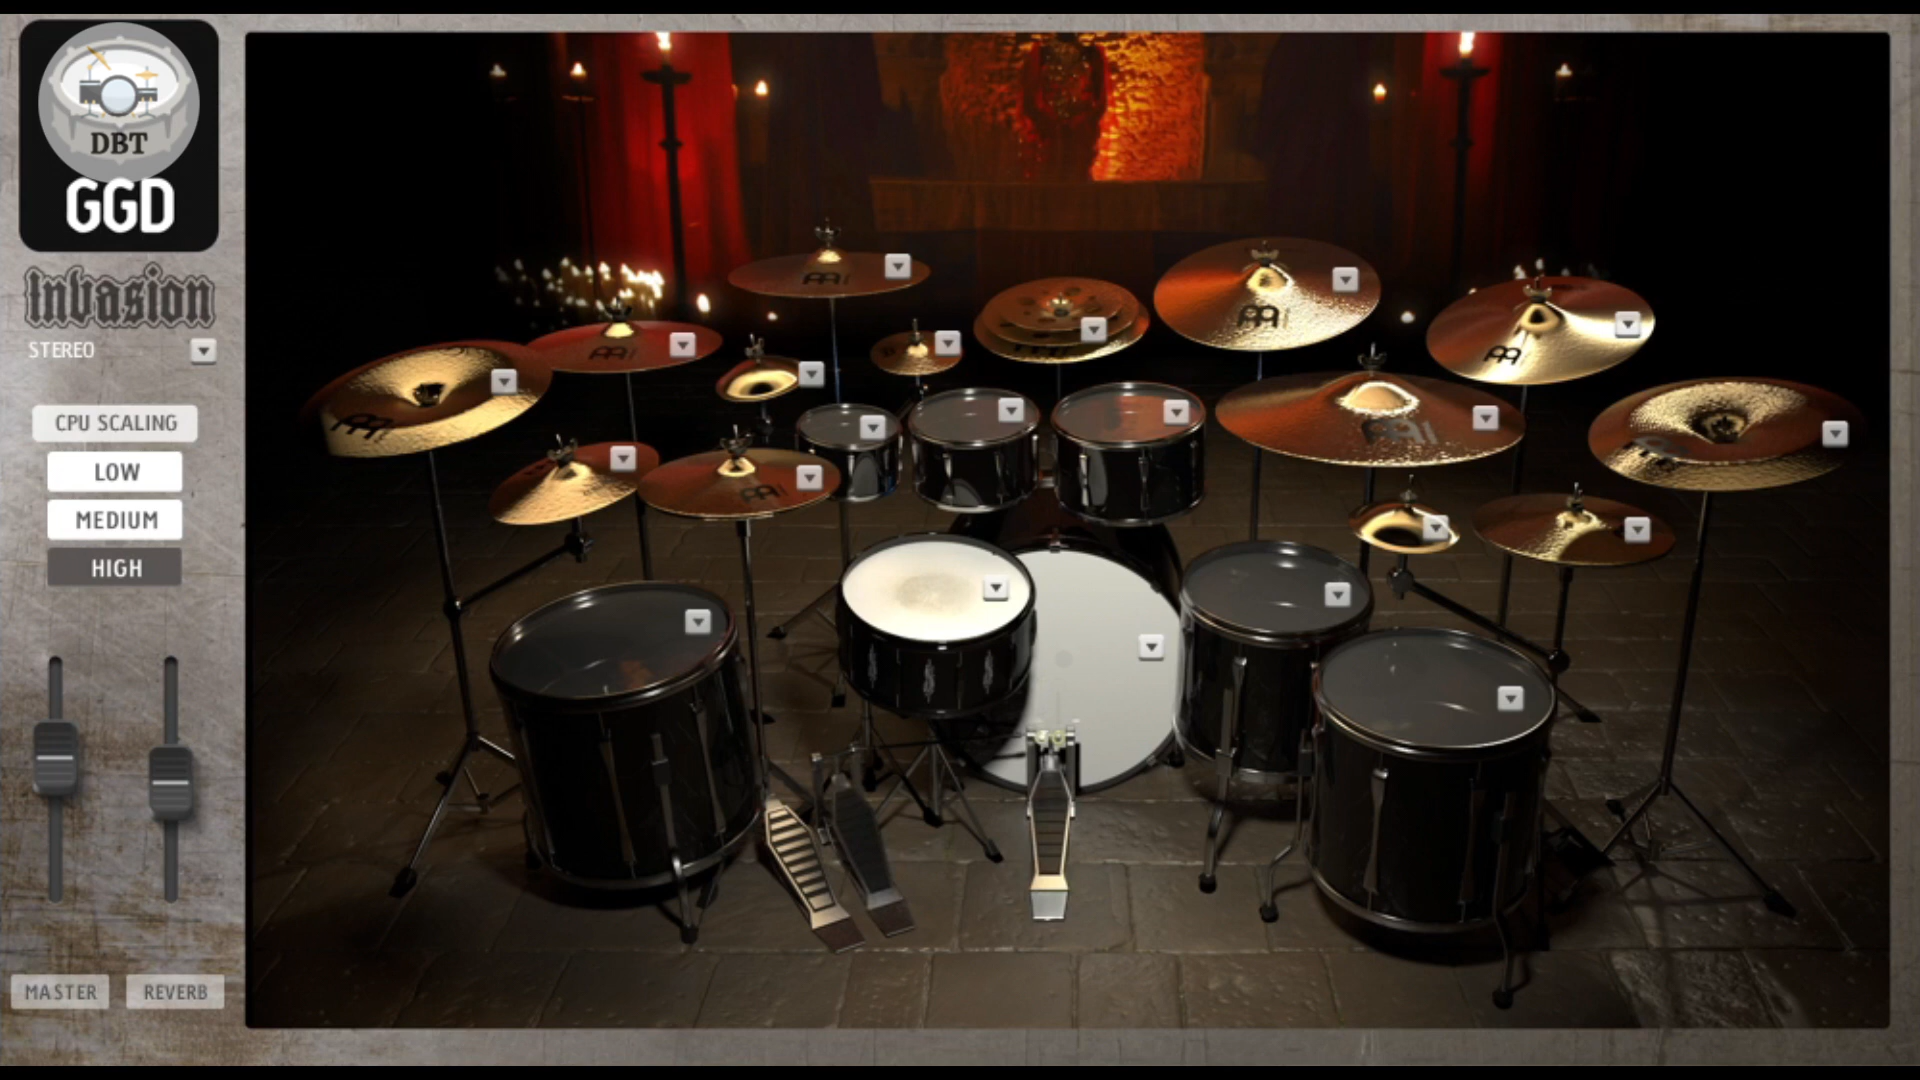 DBT
GGD
Invasion
STEREO
CPU SCALING
LOW
MEDIUM
HIGH
MASTER
REVERB